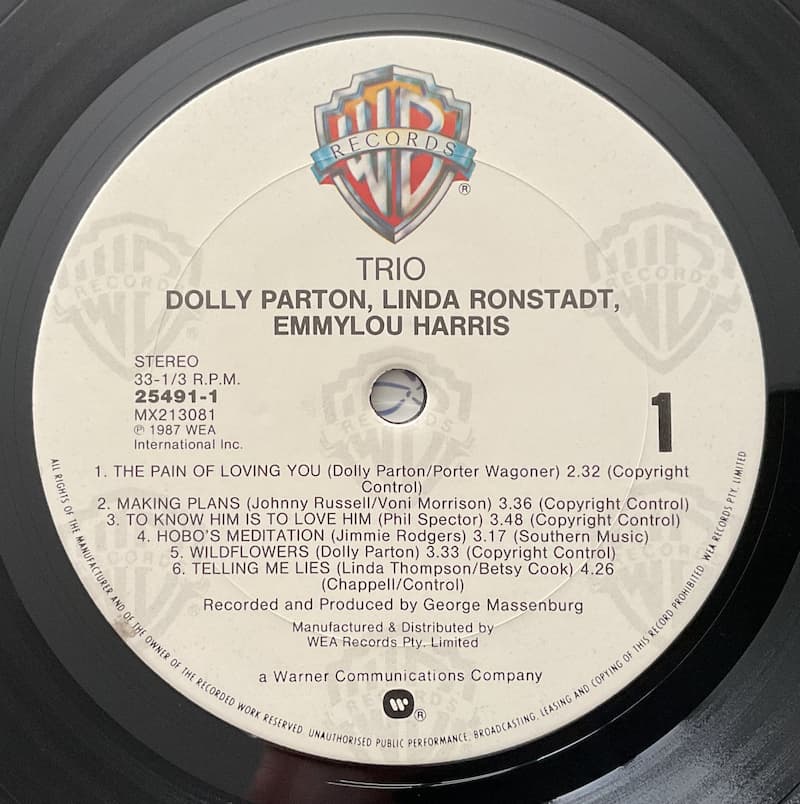 WB
RECORDS
®
TRIO
DOLLY PARTON, LINDA RONSTADT,
EMMYLOU HARRIS
STEREO
33-1/3 R.P.M.
25491-1
MX213081
℗ 1987 WEA
International Inc.
1
1. THE PAIN OF LOVING YOU (Dolly Parton/Porter Wagoner) 2.32 (Copyright
Control)
2. MAKING PLANS (Johnny Russell/Voni Morrison) 3.36 (Copyright Control)
3. TO KNOW HIM IS TO LOVE HIM (Phil Spector) 3.48 (Copyright Control)
4. HOBO'S MEDITATION (Jimmie Rodgers) 3.17 (Southern Music)
5. WILDFLOWERS (Dolly Parton) 3.33 (Copyright Control)
6. TELLING ME LIES (Linda Thompson/Betsy Cook) 4.26
(Chappell/Control)
Recorded and Produced by George Massenburg
Manufactured & Distributed by
WEA Records Pty. Limited
a Warner Communications Company
®
ALL RIGHTS OF THE MANUFACTURER AND OF THE OWNER OF THE RECORDED WORK RESERVED. UNAUTHORISED PUBLIC PERFORMANCE, BROADCASTING, LEASING AND COPYING OF THIS RECORD PROHIBITED. WEA RECORDS PTY. LIMITED
WB
RECORDS
WB
RECORDS